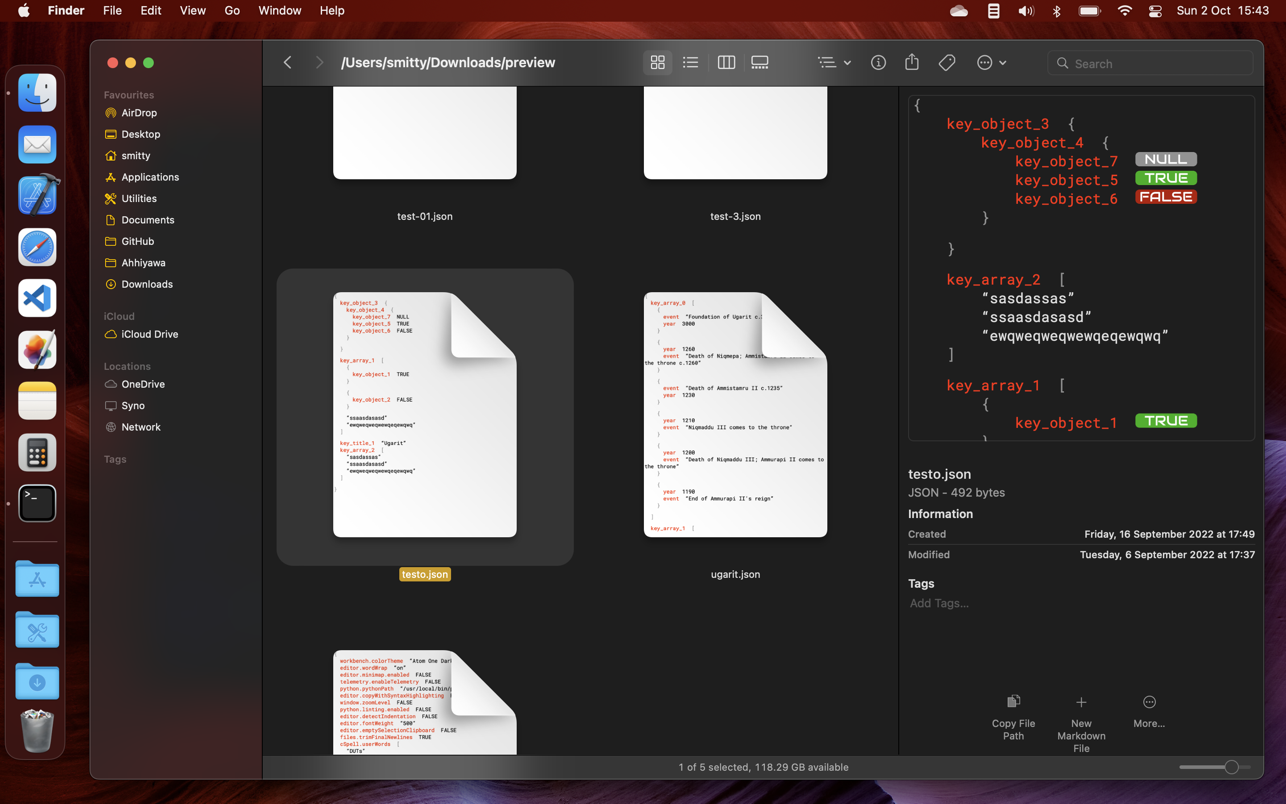 Finder File Edit View Go Window Help Sun 2 Oct 15:43
/Users/smitty/Downloads/preview
Search
Favourites
AirDrop
Desktop
smitty
Applications
Utilities
Documents
GitHub
Ahhiyawa
Downloads
iCloud
iCloud Drive
Locations
OneDrive
Syno
Network
Tags
test-01.json
test-3.json
key_object_3 {
key_object_4 {
key_object_7 NULL
key_object_5 TRUE
key_object_6 FALSE
}
}
key_array_1 [
{
key_object_1 TRUE
}
{
key_object_2 FALSE
}
"ssaasdasasd"
"ewqweqweqwewqeqewqwq"
]
key_title_1 "Ugarit"
key_array_2 [
"sasdassas"
"ssaasdasasd"
"ewqweqweqwewqeqewqwq"
]
}
testo.json
key_array_0 [
{
event "Foundation of Ugarit c.
year 3000
}
{
year 1260
event "Death of Niqmepa;
the throne c.1260"
}
{
event "Death of Ammistamru II c.1235"
year 1230
}
{
year 1210
event "Niqmaddu III comes to the throne"
}
{
year 1200
event "Death of Niqmaddu III; Ammurapi II comes to
the throne"
}
{
year 1190
event "End of Ammurapi II's reign"
}
]
key_array_1 [
ugarit.json
workbench.colorTheme "Atom One Dar
editor.wordWrap "on"
editor.minimap.enabled FALSE
telemetry.enableTelemetry FALSE
python.pythonPath "/usr/local/bin/
editor.copyWithSyntaxHighlighting
window.zoomLevel FALSE
python.linting.enabled FALSE
editor.detectIndentation FALSE
editor.fontWeight "500"
editor.emptySelectionClipboard FALSE
files.trimFinalNewlines TRUE
cSpell.userWords [
"DUTs"
{
key_object_3 {
key_object_4 {
key_object_7 NULL
key_object_5 TRUE
key_object_6 FALSE
}
}
key_array_2 [
“sasdassas”
“ssaasdasasd”
“ewqweqweqwewqeqewqwq”
]
key_array_1 [
{
key_object_1 TRUE
}
testo.json
JSON - 492 bytes
Information
Created Friday, 16 September 2022 at 17:49
Modified Tuesday, 6 September 2022 at 17:37
Tags
Add Tags...
Copy File Path
New Markdown File
More...
1 of 5 selected, 118.29 GB available